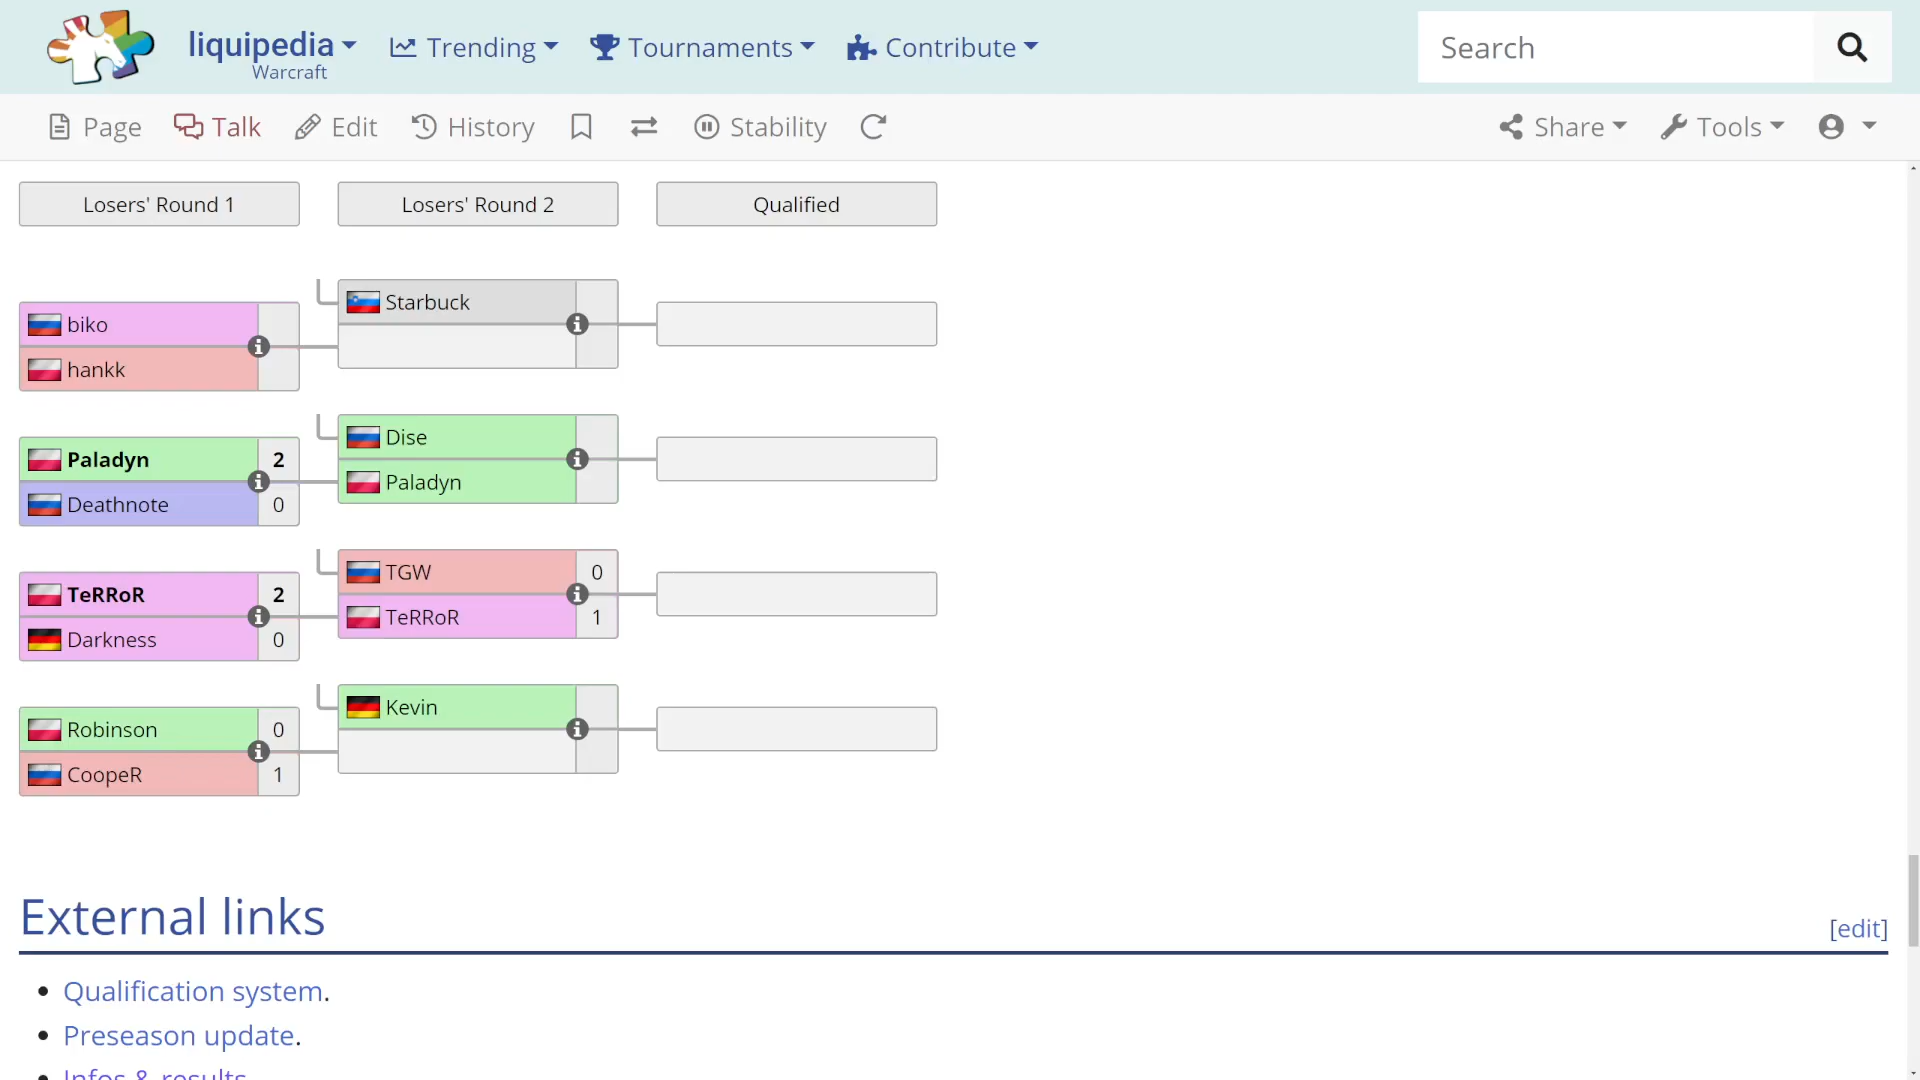 liquipedia
Warcraft
Trending
Tournaments
Contribute
Search
Page
Talk
Edit
History
Stability
Share
Tools
Losers' Round 1
Losers' Round 2
Qualified
biko
hankk
Starbuck
Paladyn 2
Deathnote 0
Dise
Paladyn
TeRRoR 2
Darkness 0
TGW 0
TeRRoR 1
Robinson 0
CoopeR 1
Kevin
External links
[edit]
Qualification system.
Preseason update.
Infos & results